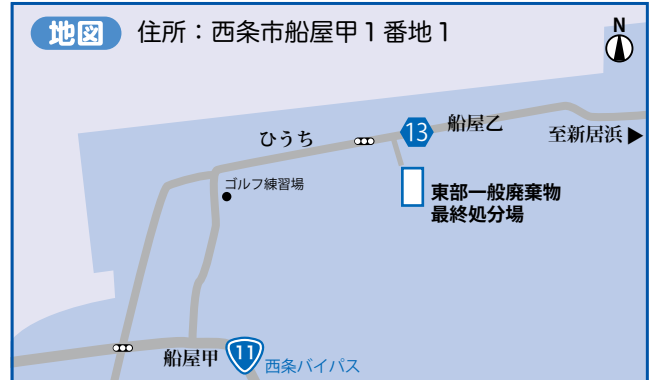 地図 住所：西条市船屋甲１番地１
N
ひうち
13
船屋乙
至新居浜▶
ゴルフ練習場
東部一般廃棄物
最終処分場
船屋甲
11
西条バイパス